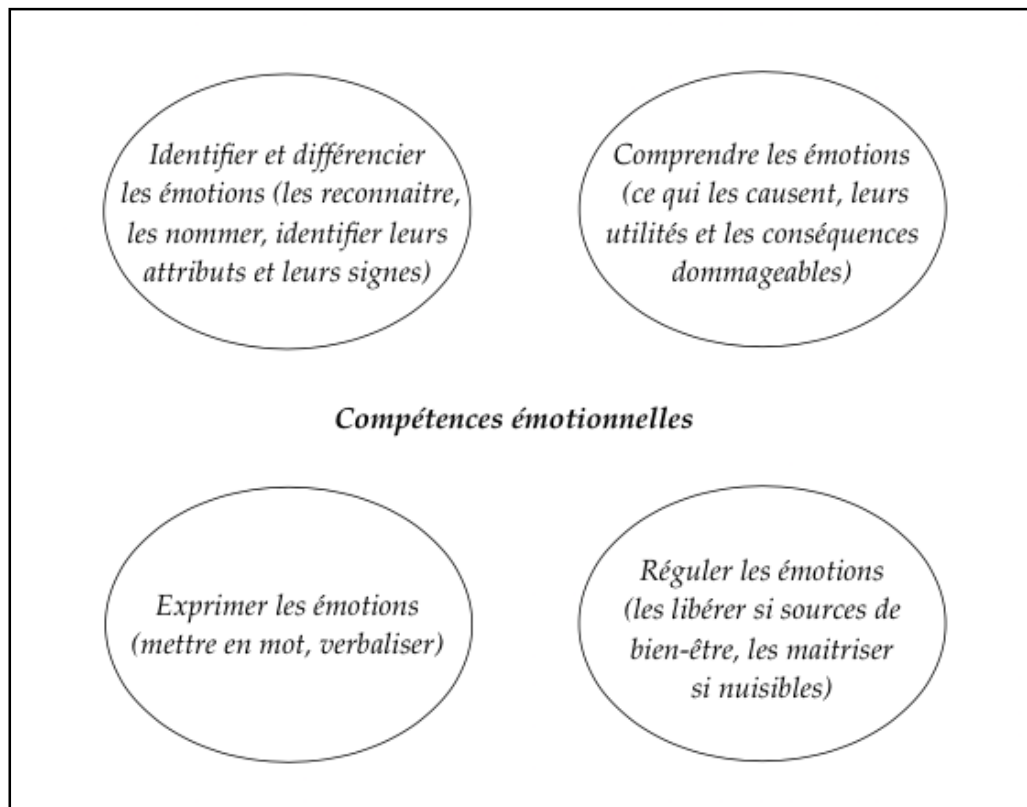 Identifier et différencier
les émotions (les reconnaitre,
les nommer, identifier leurs
attributs et leurs signes)
Comprendre les émotions
(ce qui les causent, leurs
utilités et les conséquences
dommageables)
Compétences émotionnelles
Exprimer les émotions
(mettre en mot, verbaliser)
Réguler les émotions
(les libérer si sources de
bien-être, les maitriser
si nuisibles)